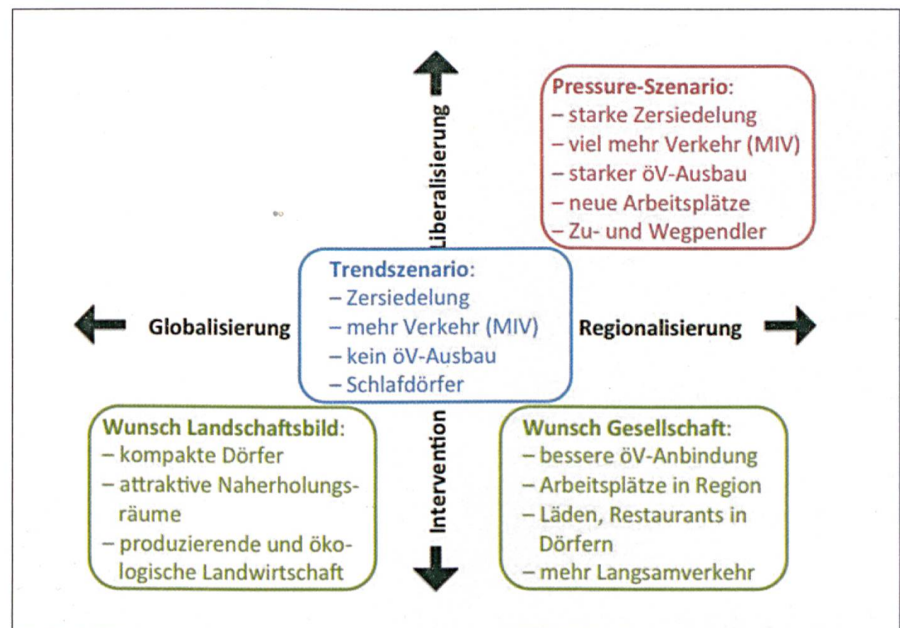 Liberalisierung
Pressure-Szenario:
– starke Zersiedelung
– viel mehr Verkehr (MIV)
– starker öV-Ausbau
– neue Arbeitsplätze
– Zu- und Wegpendler
Globalisierung
Trendszenario:
– Zersiedelung
– mehr Verkehr (MIV)
– kein öV-Ausbau
– Schlafdörfer
Regionalisierung
Wunsch Landschaftsbild:
– kompakte Dörfer
– attraktive Naherholungs-
räume
– produzierende und öko-
logische Landwirtschaft
Intervention
Wunsch Gesellschaft:
– bessere öV-Anbindung
– Arbeitsplätze in Region
– Läden, Restaurants in
Dörfern
– mehr Langsamverkehr